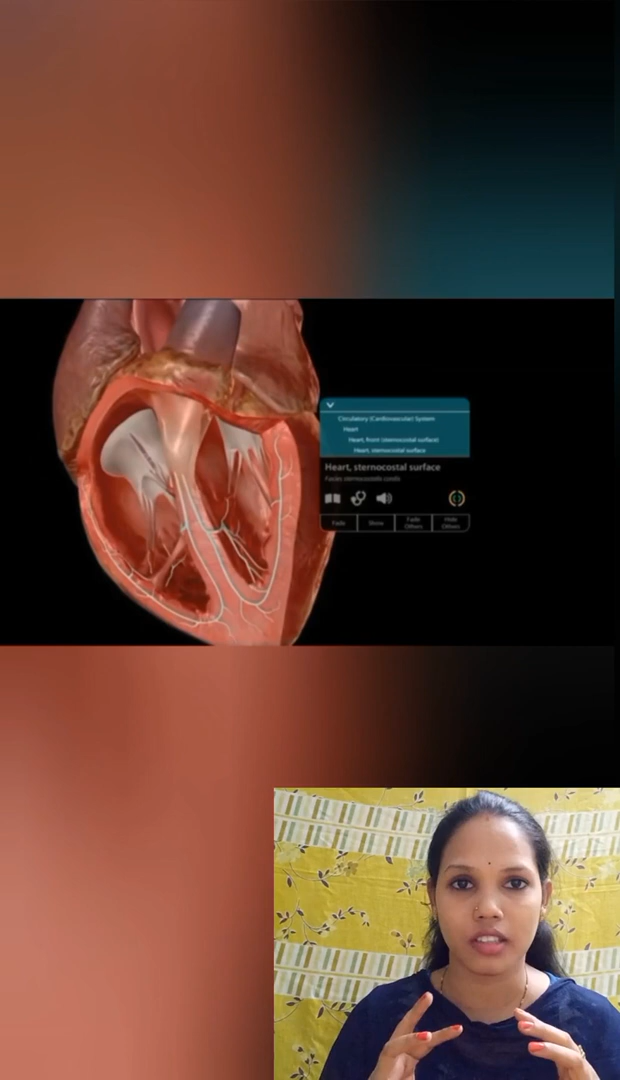 Circulatory (Cardiovascular) System
Heart
Heart, front (sternocostal surface)
Heart, sternocostal surface
Heart, sternocostal surface
Facies sternocostalis cordis
Fade
Show
Fade Others
Hide Others